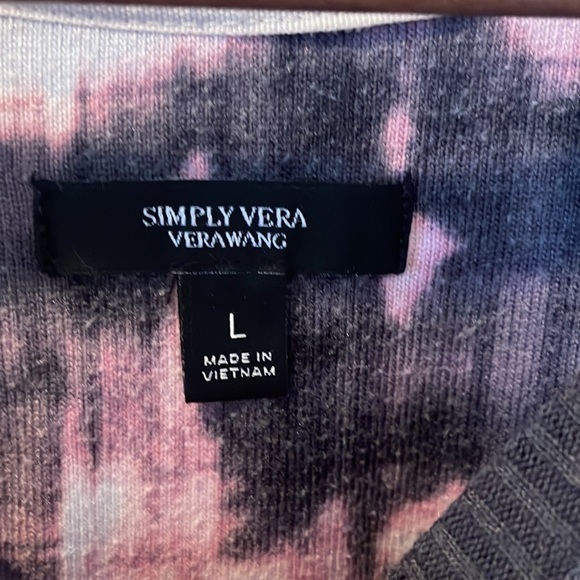 SIMPLY VERA
VERAWANG
L
MADE IN
VIETNAM